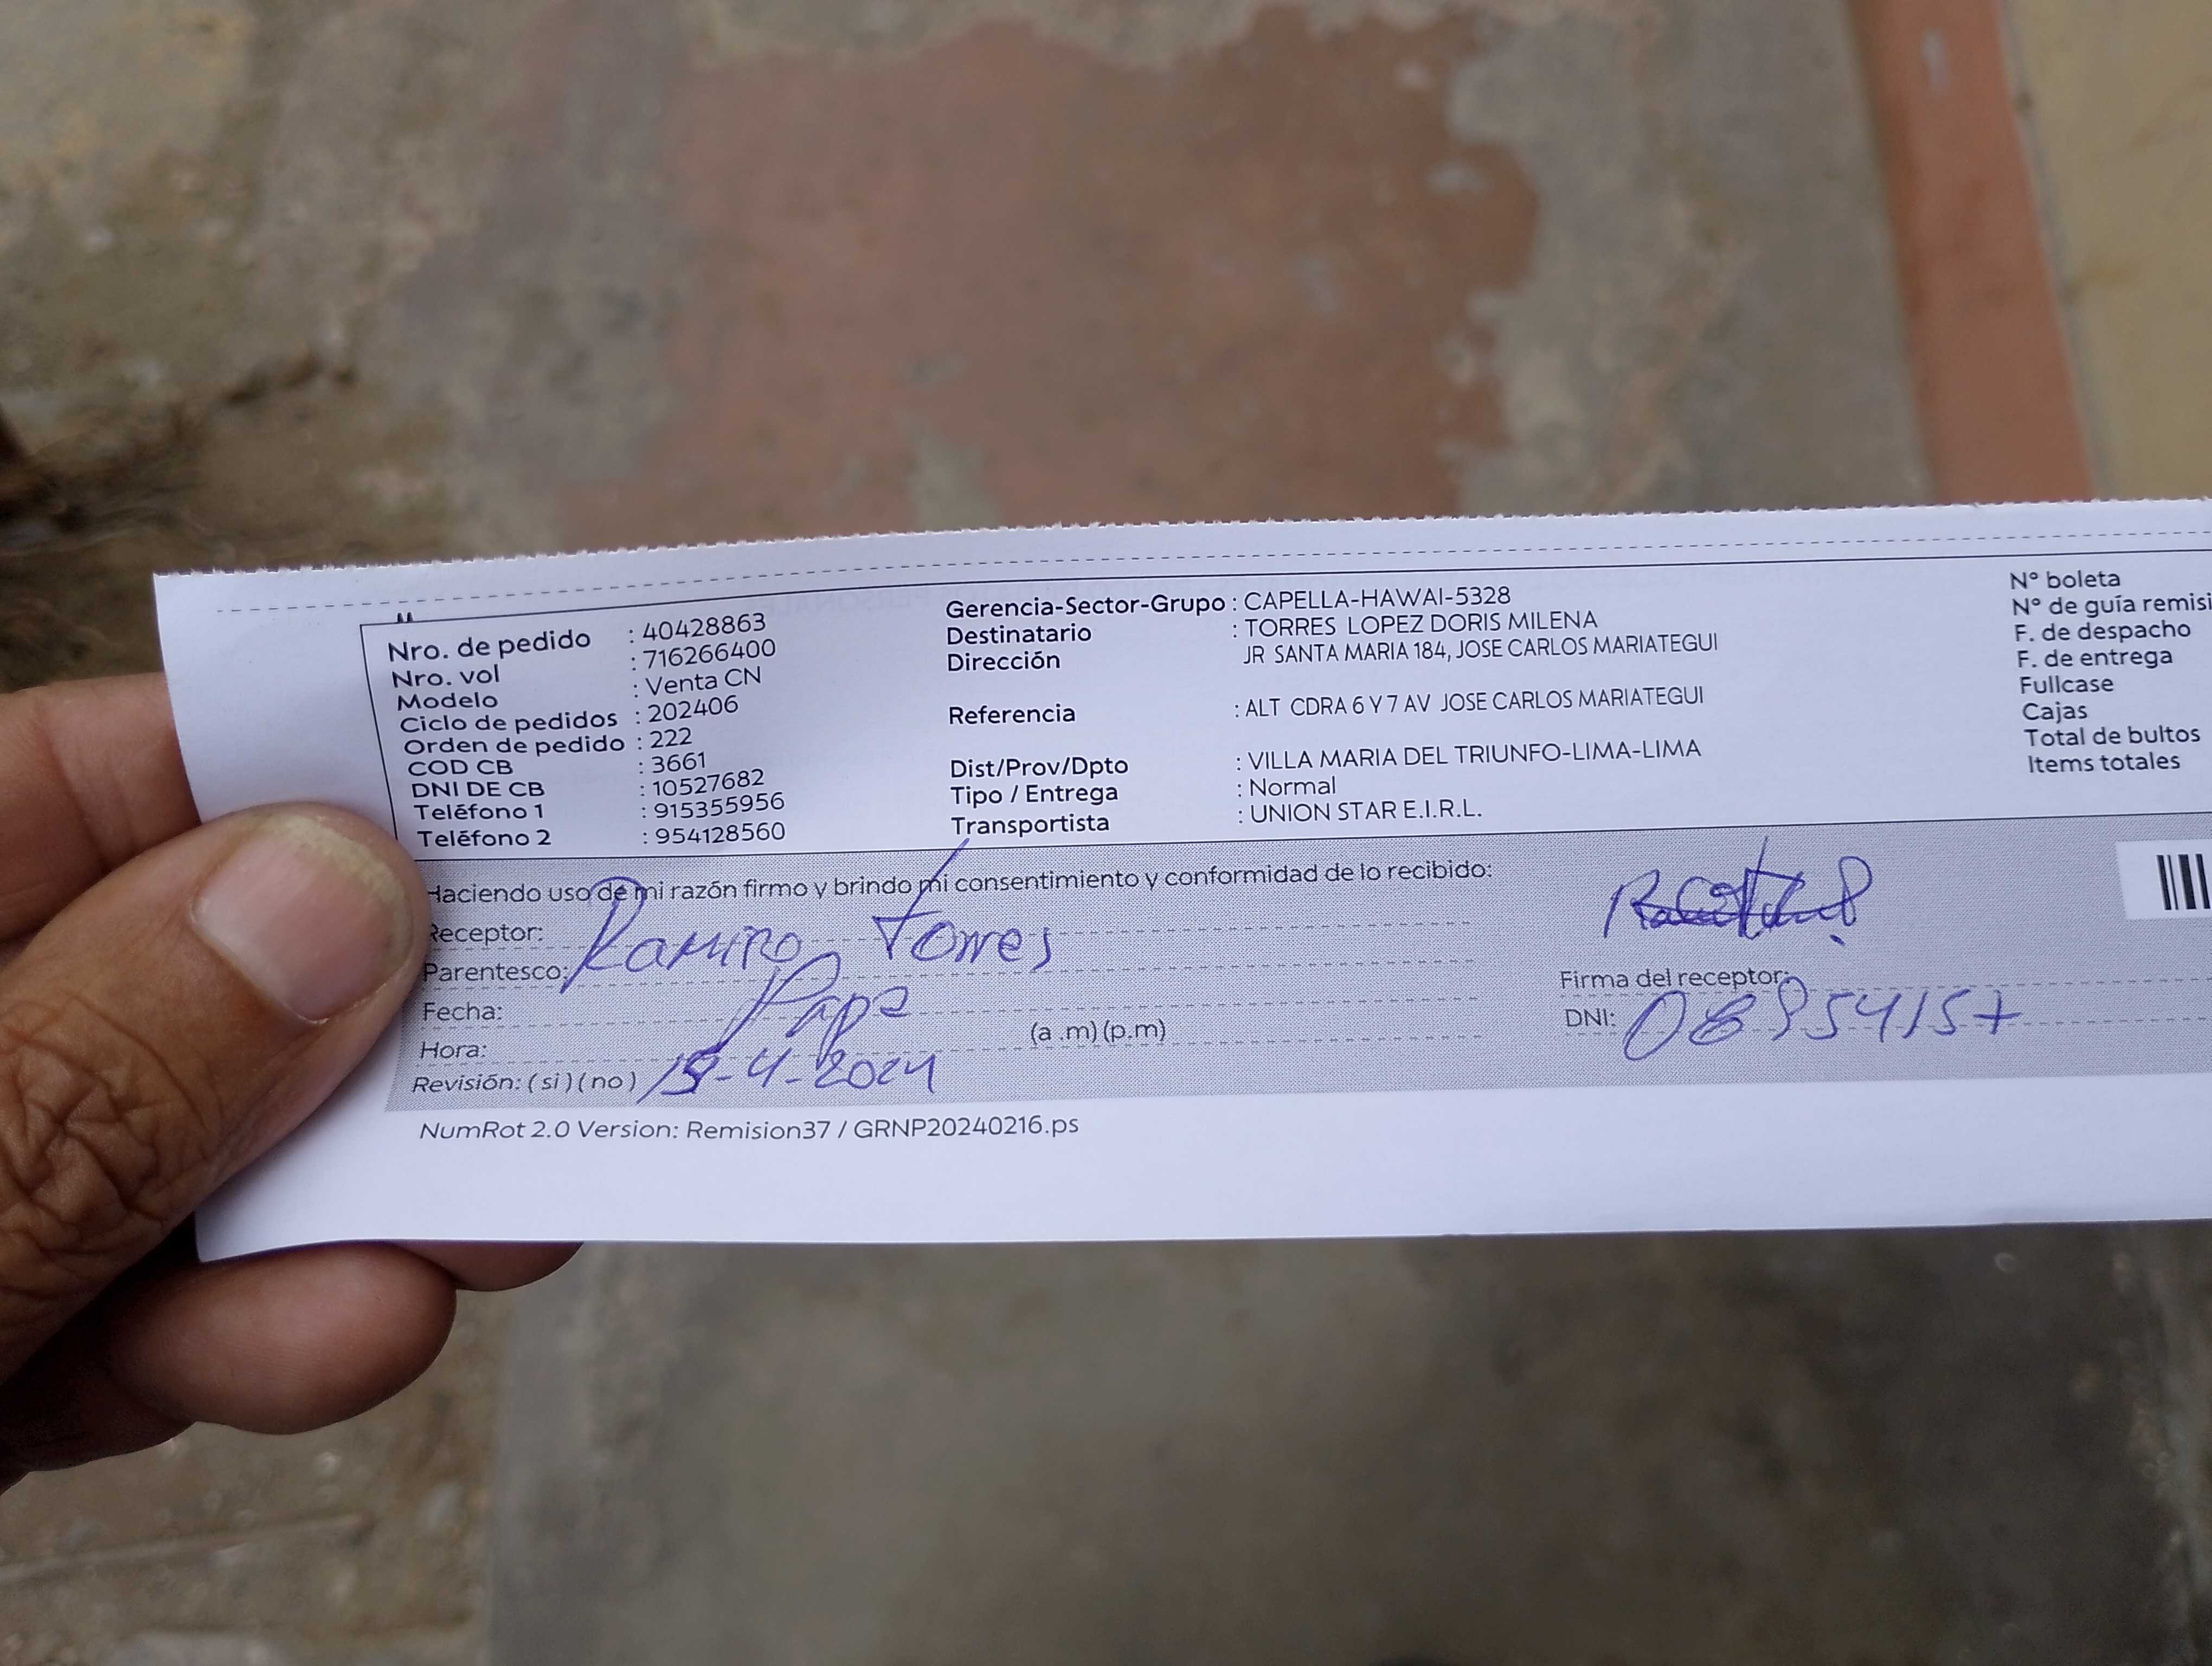 Nro. de pedido : 40428863
Nro. vol : 716266400
Modelo : Venta CN
Ciclo de pedidos : 202406
Orden de pedido : 222
COD CB : 3661
DNI DE CB : 10527682
Teléfono 1 : 915355956
Teléfono 2 : 954128560
Gerencia-Sector-Grupo : CAPELLA-HAWAI-5328
Destinatario : TORRES LOPEZ DORIS MILENA
Dirección JR SANTA MARIA 184, JOSE CARLOS MARIATEGUI
Referencia : ALT CDRA 6 Y 7 AV JOSE CARLOS MARIATEGUI
Dist/Prov/Dpto : VILLA MARIA DEL TRIUNFO-LIMA-LIMA
Tipo / Entrega : Normal
Transportista : UNION STAR E.I.R.L.
N° boleta
N° de guía remisi
F. de despacho
F. de entrega
Fullcase
Cajas
Total de bultos
Items totales
Haciendo uso de mi razón firmo y brindo mi consentimiento y conformidad de lo recibido:
Receptor: Ramiro Torres
Parentesco: Papa
Fecha:
Hora: (a .m) (p.m)
Revisión: ( si ) ( no ) 15-4-2024
Firma del receptor:
DNI:
NumRot 2.0 Version: Remision37 / GRNP20240216.ps